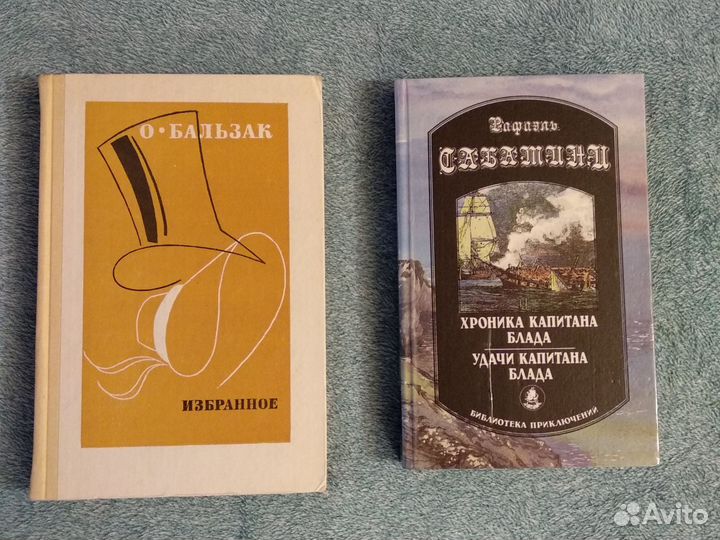 О·БАЛЬЗАК
ИЗБРАННОЕ
Рафаэль
САБАТИНИ
ХРОНИКА КАПИТАНА
БЛАДА
УДАЧИ КАПИТАНА
БЛАДА
БИБЛИОТЕКА ПРИКЛЮЧЕНИЙ
Avito